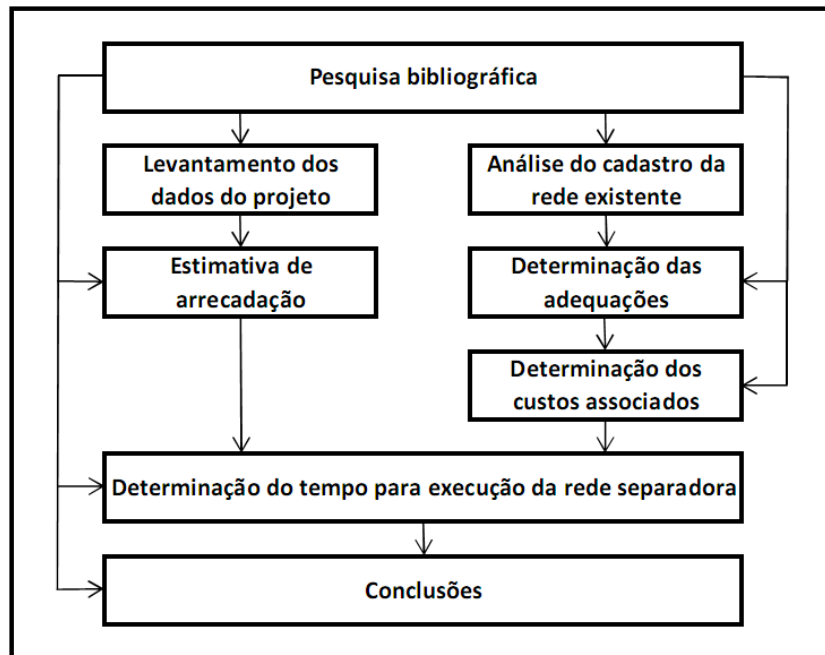 Pesquisa bibliográfica
Levantamento dos
dados do projeto
Análise do cadastro da
rede existente
Estimativa de
arrecadação
Determinação das
adequações
Determinação dos
custos associados
Determinação do tempo para execução da rede separadora
Conclusões